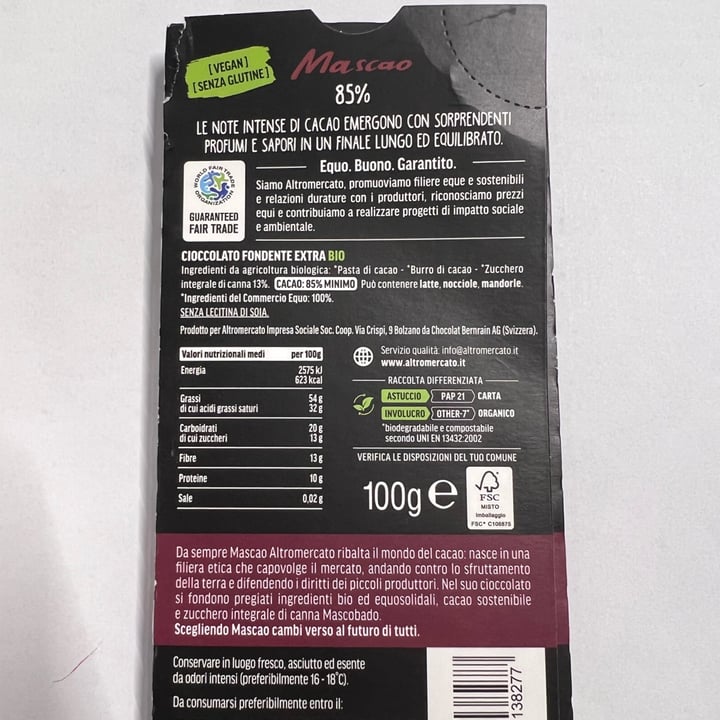 [VEGAN]
[SENZA GLUTINE]
Mascao
85%
LE NOTE INTENSE DI CACAO EMERGONO CON SORPRENDENTI
PROFUMI E SAPORI IN UN FINALE LUNGO ED EQUILIBRATO.
WORLD FAIR TRADE ORGANIZATION
GUARANTEED
FAIR TRADE
Equo. Buono. Garantito.
Siamo Altromercato, promuoviamo filiere eque e sostenibili
e relazioni durature con i produttori, riconosciamo prezzi
equi e contribuiamo a realizzare progetti di impatto sociale
e ambientale.
CIOCCOLATO FONDENTE EXTRA BIO
Ingredienti da agricoltura biologica: *Pasta di cacao - *Burro di cacao - *Zucchero
integrale di canna 13%. CACAO: 85% MINIMO Può contenere latte, nocciole, mandorle.
*Ingredienti del Commercio Equo: 100%.
SENZA LECITINA DI SOIA.
Prodotto per Altromercato Impresa Sociale Soc. Coop. Via Crispi, 9 Bolzano da Chocolat Bernrain AG (Svizzera).
Valori nutrizionali medi per 100g
Energia 2575 kJ
623 kcal
Grassi 54 g
di cui acidi grassi saturi 32 g
Carboidrati 20 g
di cui zuccheri 13 g
Fibre 13 g
Proteine 10 g
Sale 0,02 g
Servizio qualità: info@altromercato.it
www.altromercato.it
RACCOLTA DIFFERENZIATA
ASTUCCIO PAP 21 CARTA
INVOLUCRO OTHER-7* ORGANICO
*biodegradabile e compostabile
secondo UNI EN 13432:2002
VERIFICA LE DISPOSIZIONI DEL TUO COMUNE
100g e
FSC
MISTO
Imballaggio
FSC® C106875
Da sempre Mascao Altromercato ribalta il mondo del cacao: nasce in una
filiera etica che capovolge il mercato, andando contro lo sfruttamento
della terra e difendendo i diritti dei piccoli produttori. Nel suo cioccolato
si fondono pregiati ingredienti bio ed equosolidali, cacao sostenibile
e zucchero integrale di canna Mascobado.
Scegliendo Mascao cambi verso al futuro di tutti.
Conservare in luogo fresco, asciutto ed esente
da odori intensi (preferibilmente 16 - 18°C).
Da consumarsi preferibilmente entro il:
138277